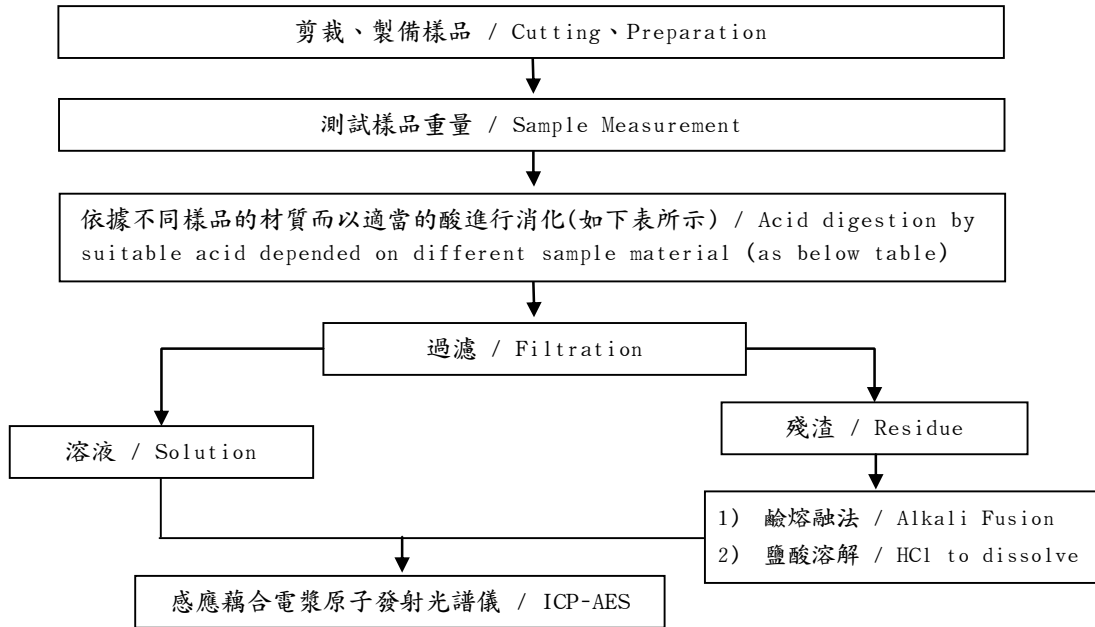 剪裁、製備樣品 / Cutting、Preparation
測試樣品重量 / Sample Measurement
依據不同樣品的材質而以適當的酸進行消化(如下表所示) / Acid digestion by
suitable acid depended on different sample material (as below table)
過濾 / Filtration
溶液 / Solution
殘渣 / Residue
1) 鹼熔融法 / Alkali Fusion
2) 鹽酸溶解 / HCl to dissolve
感應藕合電漿原子發射光譜儀 / ICP-AES